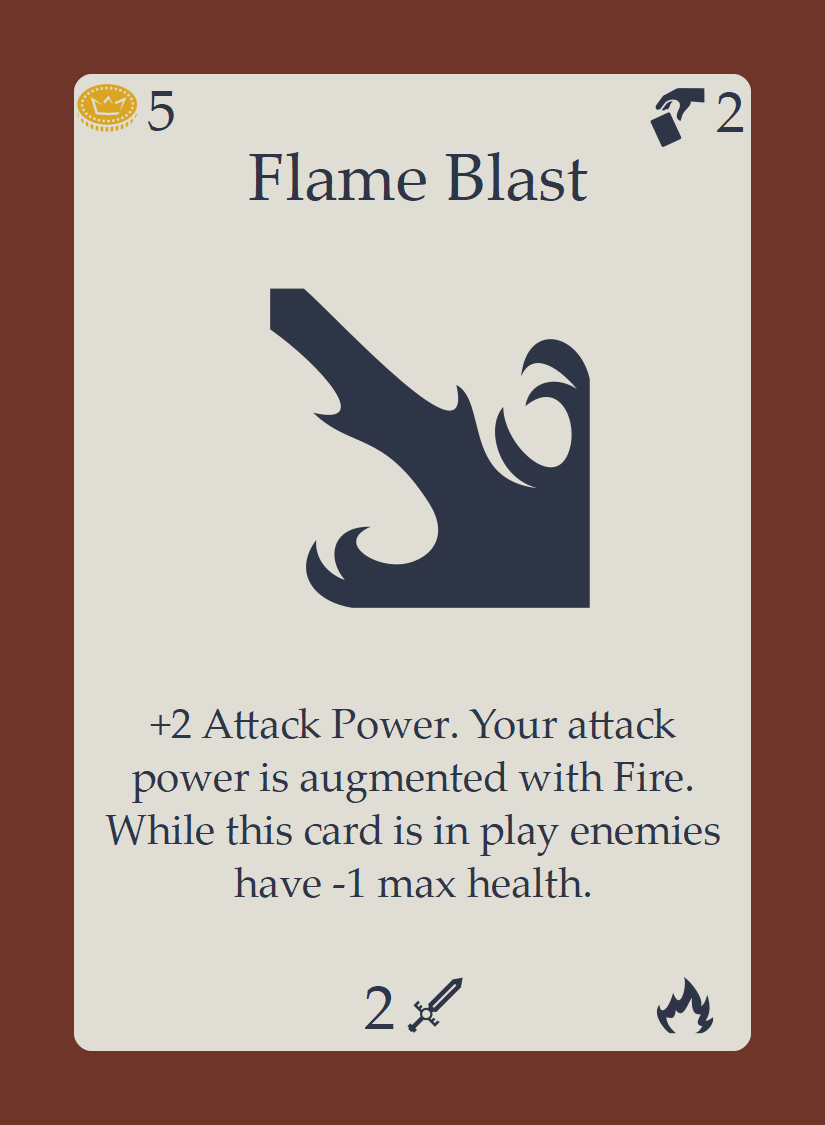 5
2
Flame Blast
+2 Attack Power. Your attack
power is augmented with Fire.
While this card is in play enemies
have -1 max health.
2